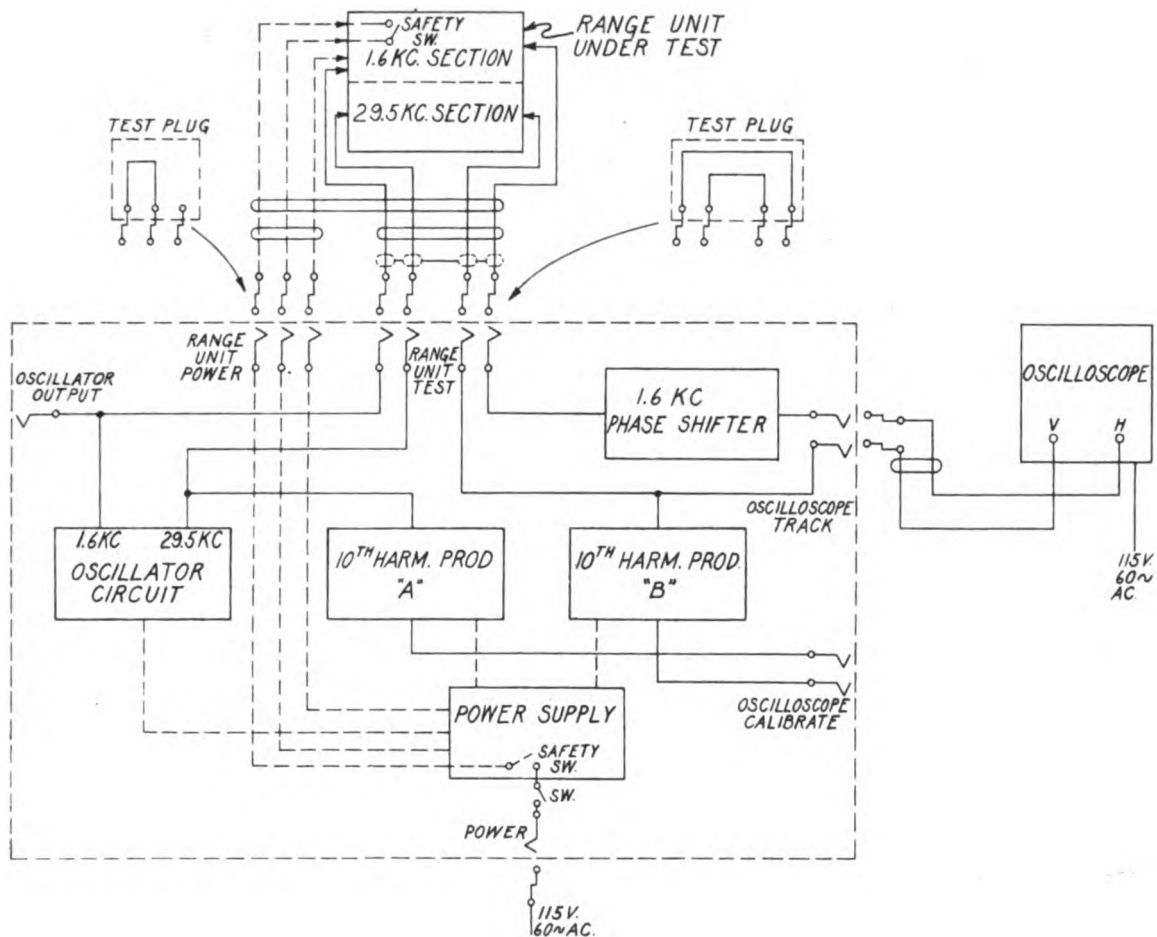 SAFETY
SW.
1.6 KC. SECTION
29.5 KC. SECTION
RANGE UNIT
UNDER TEST
TEST PLUG
TEST PLUG
RANGE
UNIT
POWER
RANGE
UNIT
TEST
OSCILLATOR
OUTPUT
1.6 KC
PHASE SHIFTER
OSCILLOSCOPE
V H
OSCILLOSCOPE
TRACK
1.6KC 29.5KC
OSCILLATOR
CIRCUIT
10TH HARM. PROD
"A"
10TH HARM. PROD.
"B"
115V.
60~
AC.
POWER SUPPLY
SAFETY
SW.
OSCILLOSCOPE
CALIBRATE
SW.
POWER
115V.
60~AC.